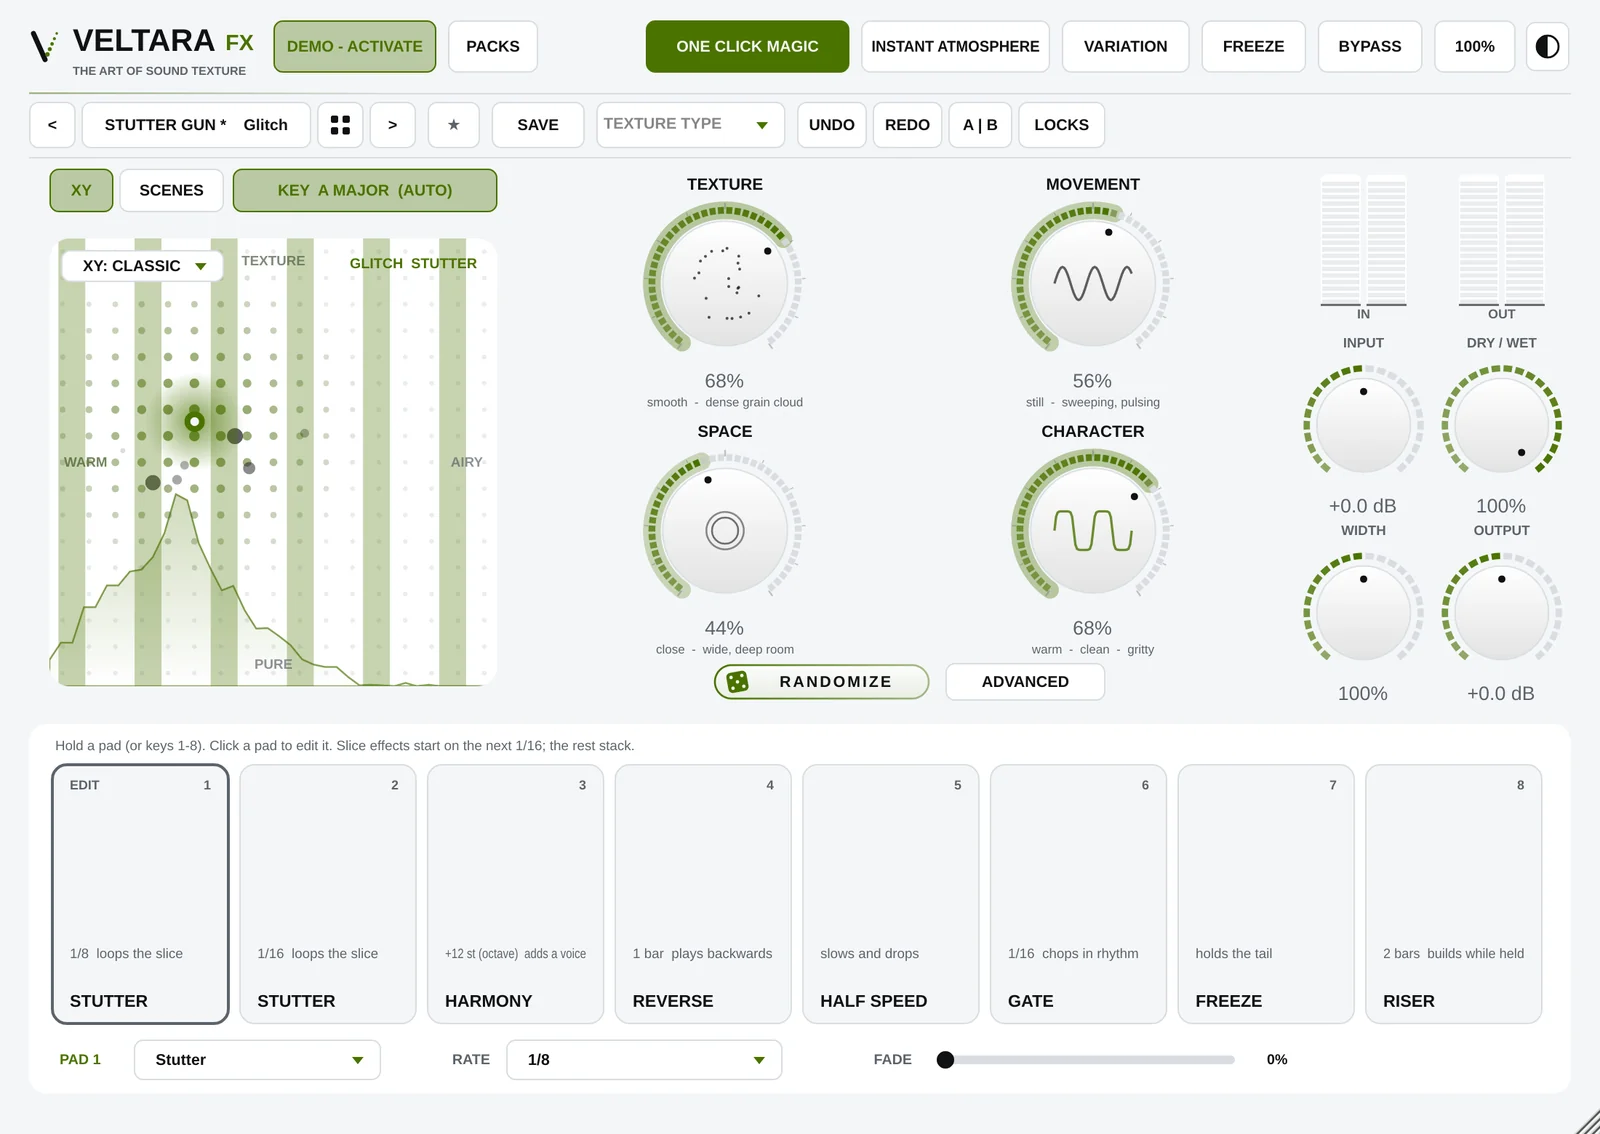 VELTARA FX
THE ART OF SOUND TEXTURE
DEMO - ACTIVATE
PACKS
ONE CLICK MAGIC
INSTANT ATMOSPHERE
VARIATION
FREEZE
BYPASS
100%
<
STUTTER GUN * Glitch
>
★
SAVE
TEXTURE TYPE
UNDO
REDO
A | B
LOCKS
XY
SCENES
KEY A MAJOR (AUTO)
XY: CLASSIC
TEXTURE
GLITCH STUTTER
WARM
AIRY
PURE
TEXTURE
68%
smooth - dense grain cloud
MOVEMENT
56%
still - sweeping, pulsing
SPACE
44%
close - wide, deep room
CHARACTER
68%
warm - clean - gritty
RANDOMIZE
ADVANCED
IN
OUT
INPUT
DRY / WET
+0.0 dB
100%
WIDTH
OUTPUT
100%
+0.0 dB
Hold a pad (or keys 1-8). Click a pad to edit it. Slice effects start on the next 1/16; the rest stack.
EDIT 1
1/8 loops the slice
STUTTER
2
1/16 loops the slice
STUTTER
3
+12 st (octave) adds a voice
HARMONY
4
1 bar plays backwards
REVERSE
5
slows and drops
HALF SPEED
6
1/16 chops in rhythm
GATE
7
holds the tail
FREEZE
8
2 bars builds while held
RISER
PAD 1
Stutter
RATE
1/8
FADE
0%